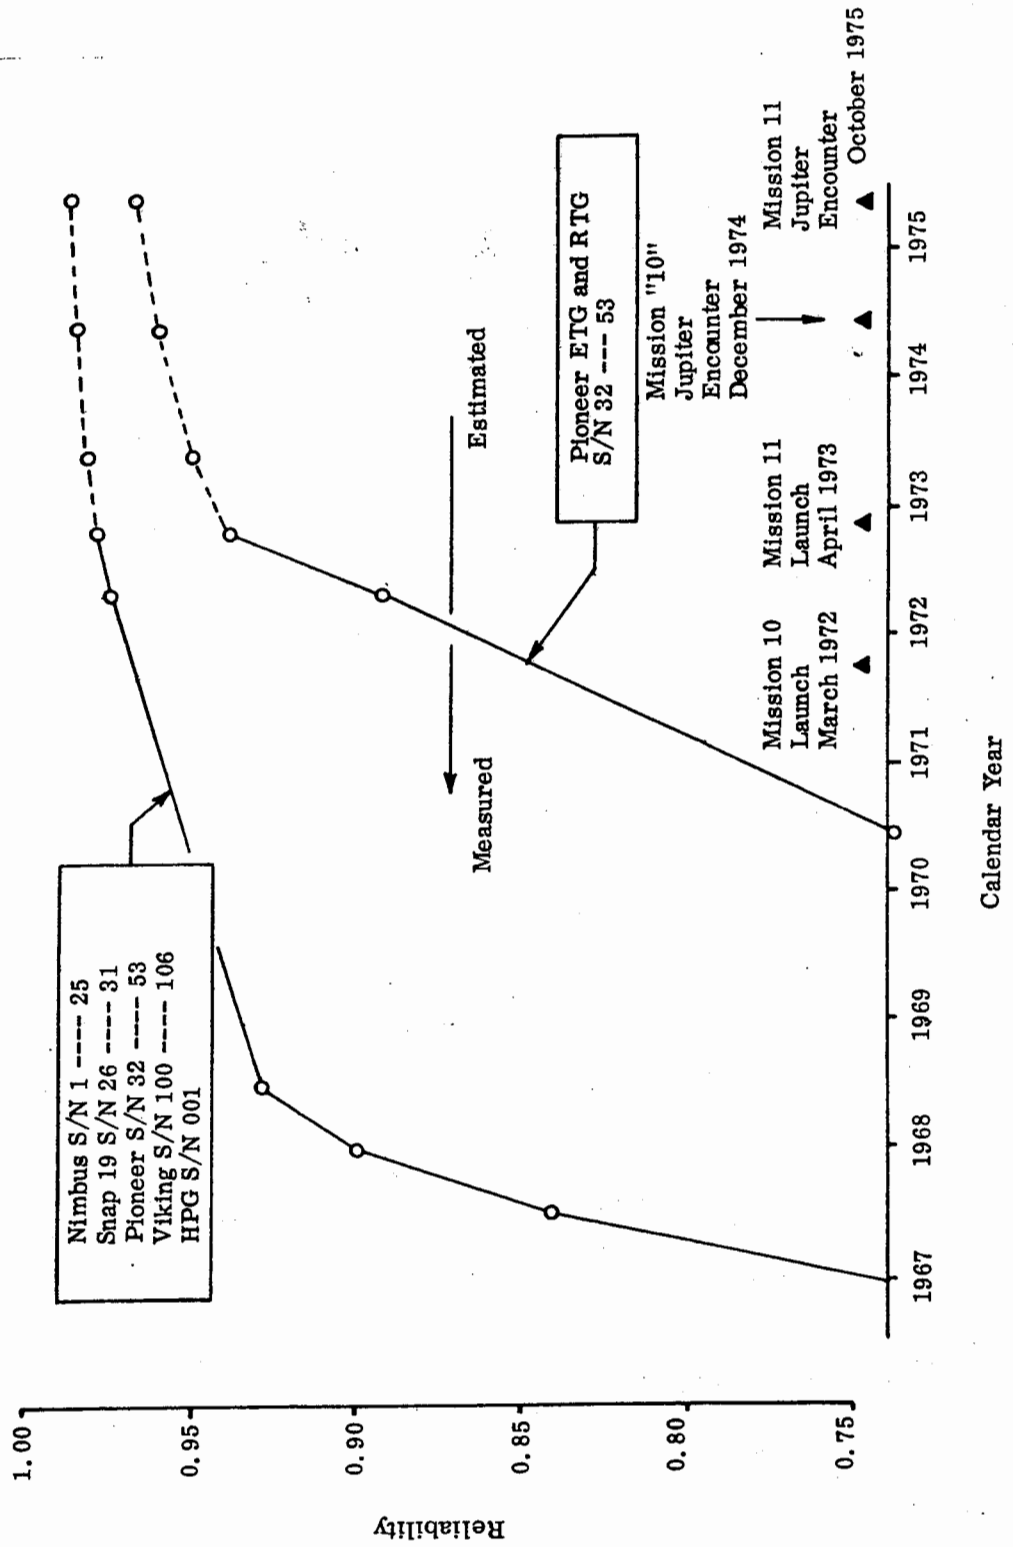 1.00
0.95
0.90
0.85
0.80
0.75
Reliability
Nimbus S/N 1 ---- 25
Snap 19 S/N 26 ---- 31
Pioneer S/N 32 ---- 53
Viking S/N 100 ---- 106
HPG S/N 001
Measured
Estimated
Pioneer ETG and RTG
S/N 32 --- 53
Mission 10
Launch
March 1972
Mission 11
Launch
April 1973
Mission "10"
Jupiter
Encounter
December 1974
Mission 11
Jupiter
Encounter
October 1975
1967
1968
1969
1970
1971
1972
1973
1974
1975
Calendar Year